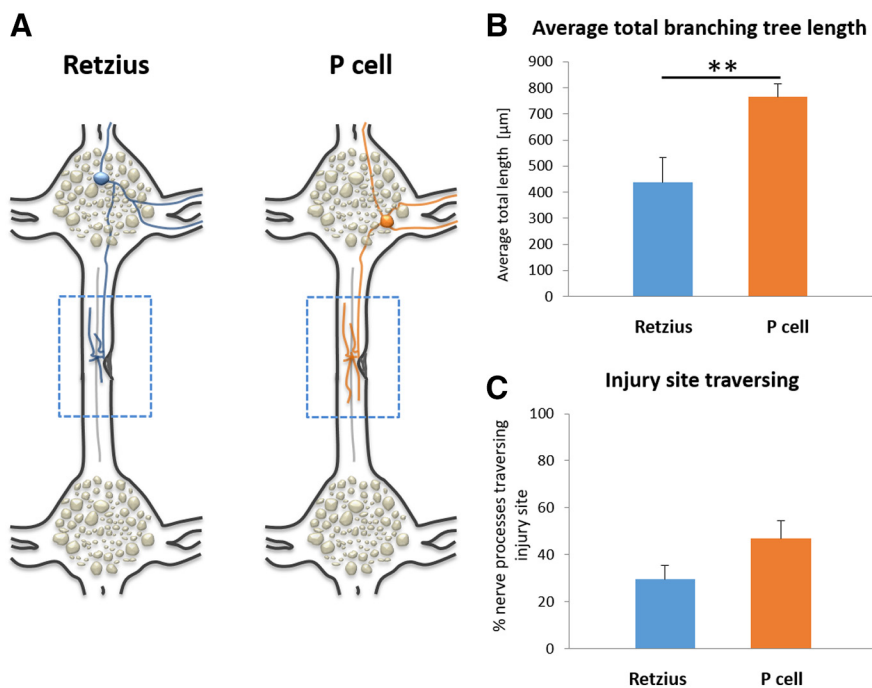 A
Retzius
P cell
B
Average total branching tree length
**
Average total length [µm]
900
800
700
600
500
400
300
200
100
0
Retzius
P cell
C
Injury site traversing
% nerve processes traversing
injury site
100
80
60
40
20
0
Retzius
P cell